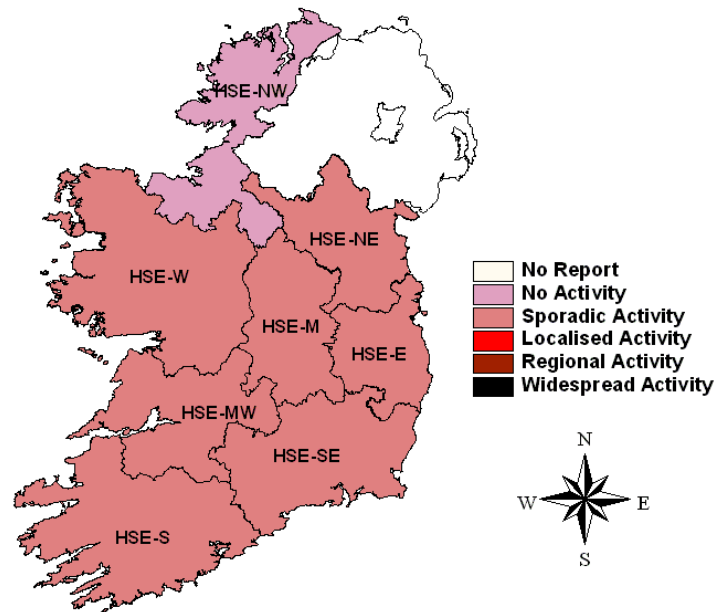 HSE-NW
HSE-NE
HSE-W
HSE-M
HSE-E
HSE-MW
HSE-SE
HSE-S
No Report
No Activity
Sporadic Activity
Localised Activity
Regional Activity
Widespread Activity
N
W E
S